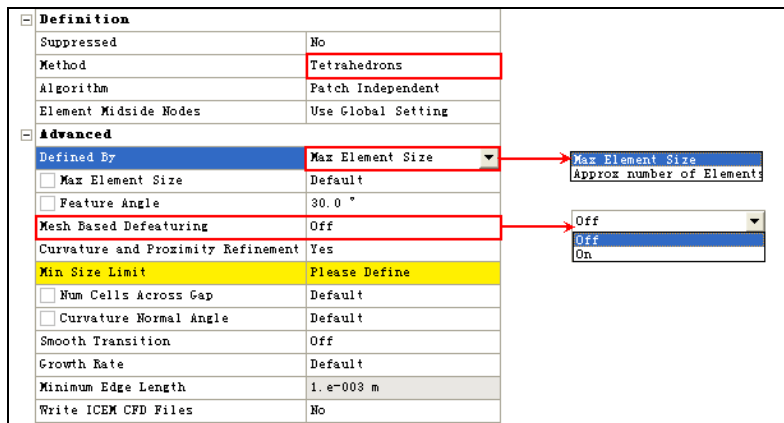 Definition
Suppressed No
Method Tetrahedrons
Algorithm Patch Independent
Element Midside Nodes Use Global Setting
Advanced
Defined By Max Element Size
Max Element Size Default
Feature Angle 30.0 °
Mesh Based Defeaturing Off
Curvature and Proximity Refinement Yes
Min Size Limit Please Define
Num Cells Across Gap Default
Curvature Normal Angle Default
Smooth Transition Off
Growth Rate Default
Minimum Edge Length 1.e-003 m
Write ICEM CFD Files No
Max Element Size
Approx number of Elements
Off
Off
On